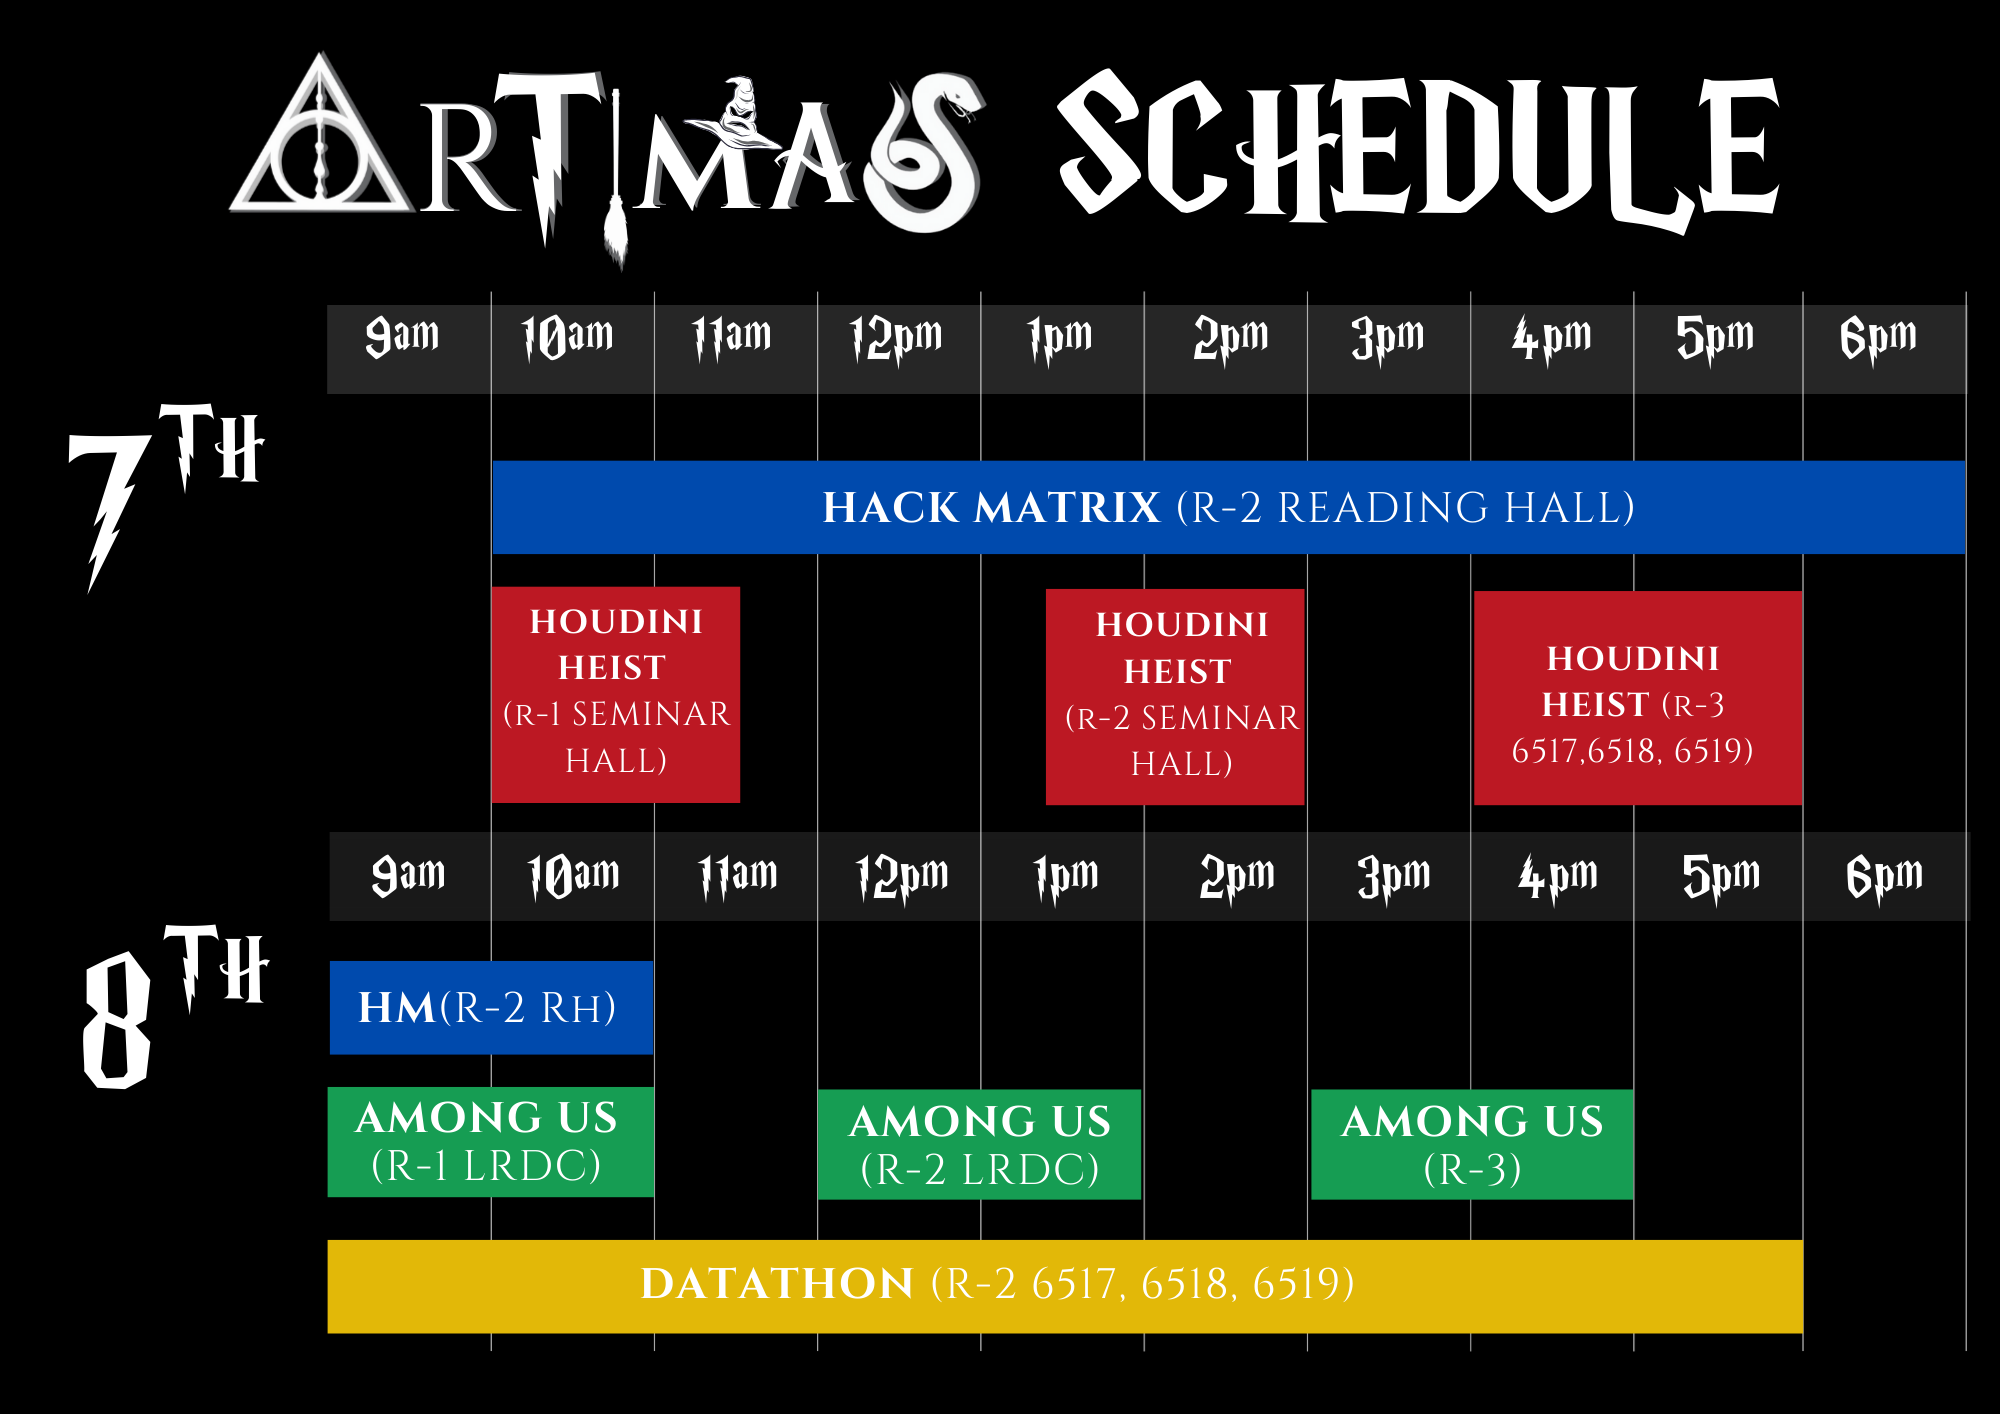 ARTIMAS SCHEDULE
9am 10am 11am 12pm 1pm 2pm 3pm 4pm 5pm 6pm
7TH
HACK MATRIX (R-2 READING HALL)
HOUDINI
HEIST
(R-1 SEMINAR
HALL)
HOUDINI
HEIST
(R-2 SEMINAR
HALL)
HOUDINI
HEIST (R-3
6517,6518, 6519)
9am 10am 11am 12pm 1pm 2pm 3pm 4pm 5pm 6pm
8TH
HM(R-2 RH)
AMONG US
(R-1 LRDC)
AMONG US
(R-2 LRDC)
AMONG US
(R-3)
DATATHON (R-2 6517, 6518, 6519)